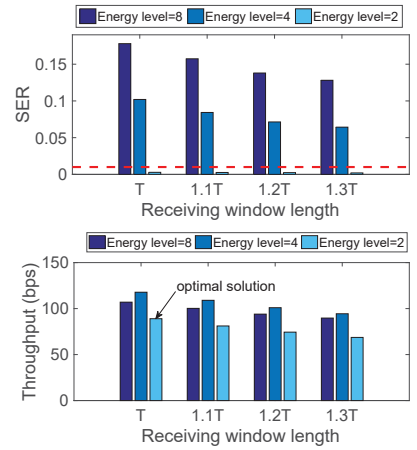 Energy level=8 Energy level=4 Energy level=2
SER
0.15
0.1
0.05
0
T 1.1T 1.2T 1.3T
Receiving window length
Energy level=8 Energy level=4 Energy level=2
Throughput (bps)
150
100
50
0
optimal solution
T 1.1T 1.2T 1.3T
Receiving window length